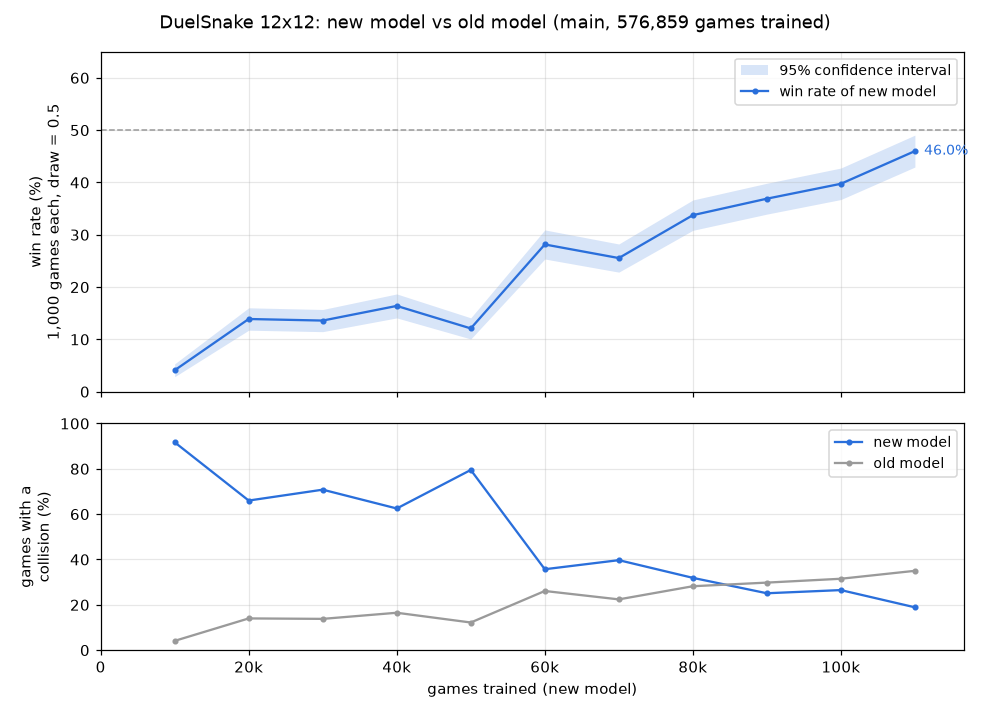 DuelSnake 12x12: new model vs old model (main, 576,859 games trained)
win rate (%)
1,000 games each, draw = 0.5
60
50
40
30
20
10
0
95% confidence interval
win rate of new model
46.0%
games with a
collision (%)
100
80
60
40
20
0
new model
old model
0 20k 40k 60k 80k 100k
games trained (new model)